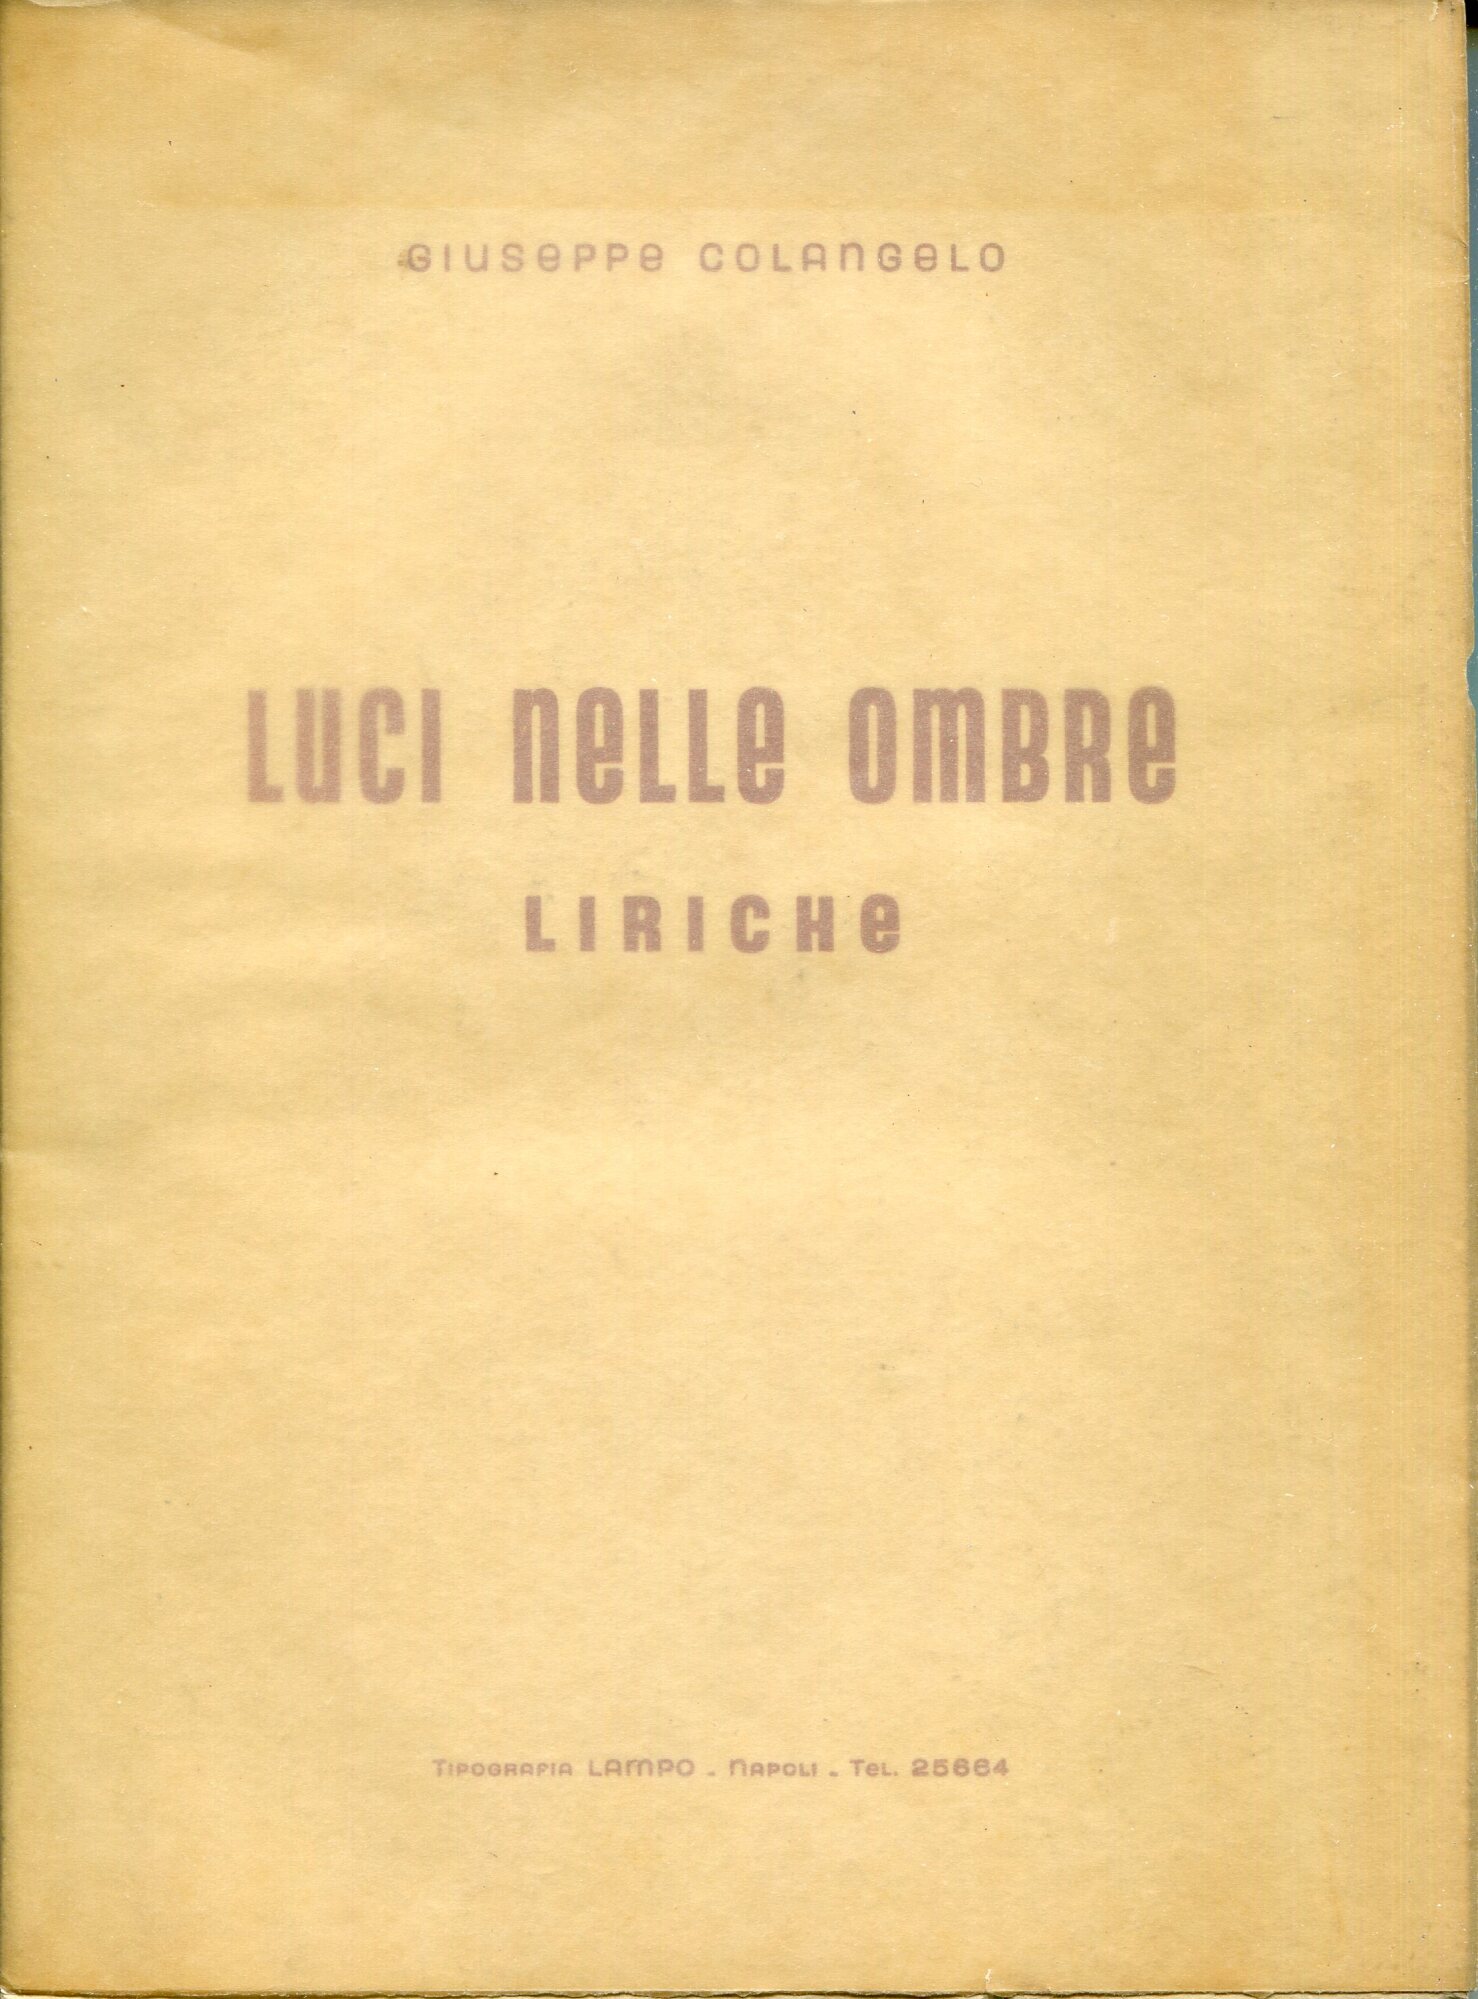 GIUSEPPE COLANGELO
LUCI NELLE OMBRE
LIRICHE
TIPOGRAFIA LAMPO - NAPOLI - TEL. 25664